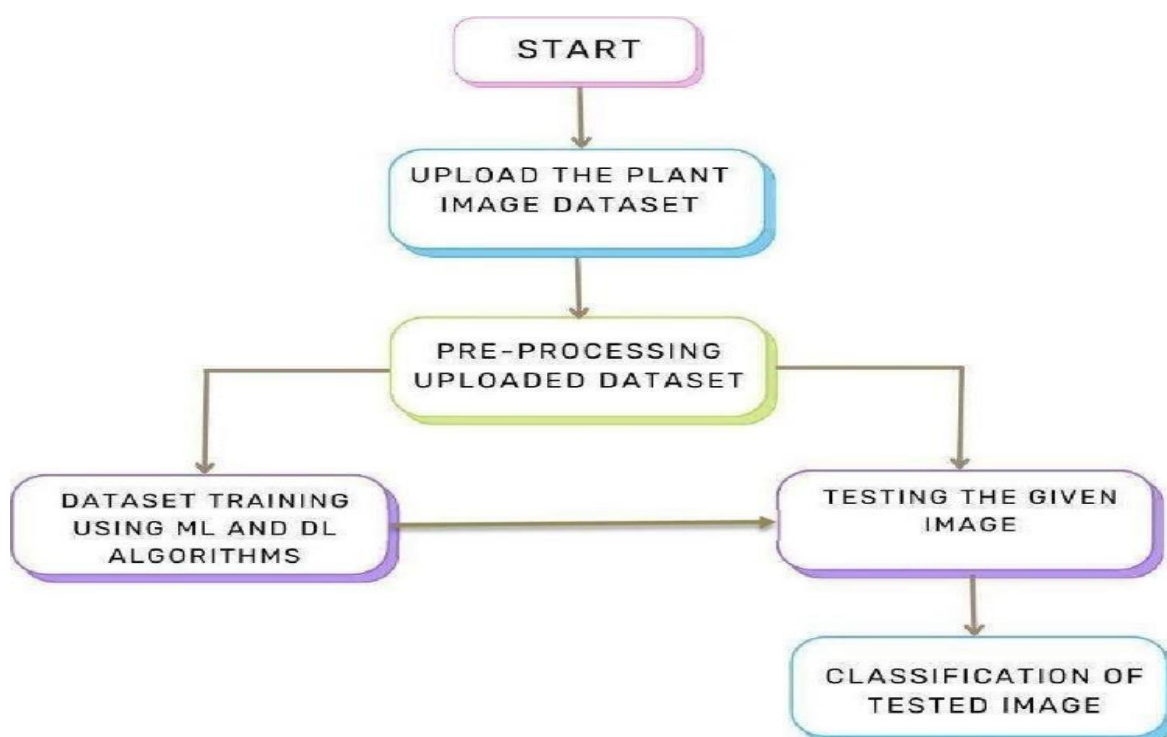 START
UPLOAD THE PLANT
IMAGE DATASET
PRE-PROCESSING
UPLOADED DATASET
DATASET TRAINING
USING ML AND DL
ALGORITHMS
TESTING THE GIVEN
IMAGE
CLASSIFICATION OF
TESTED IMAGE